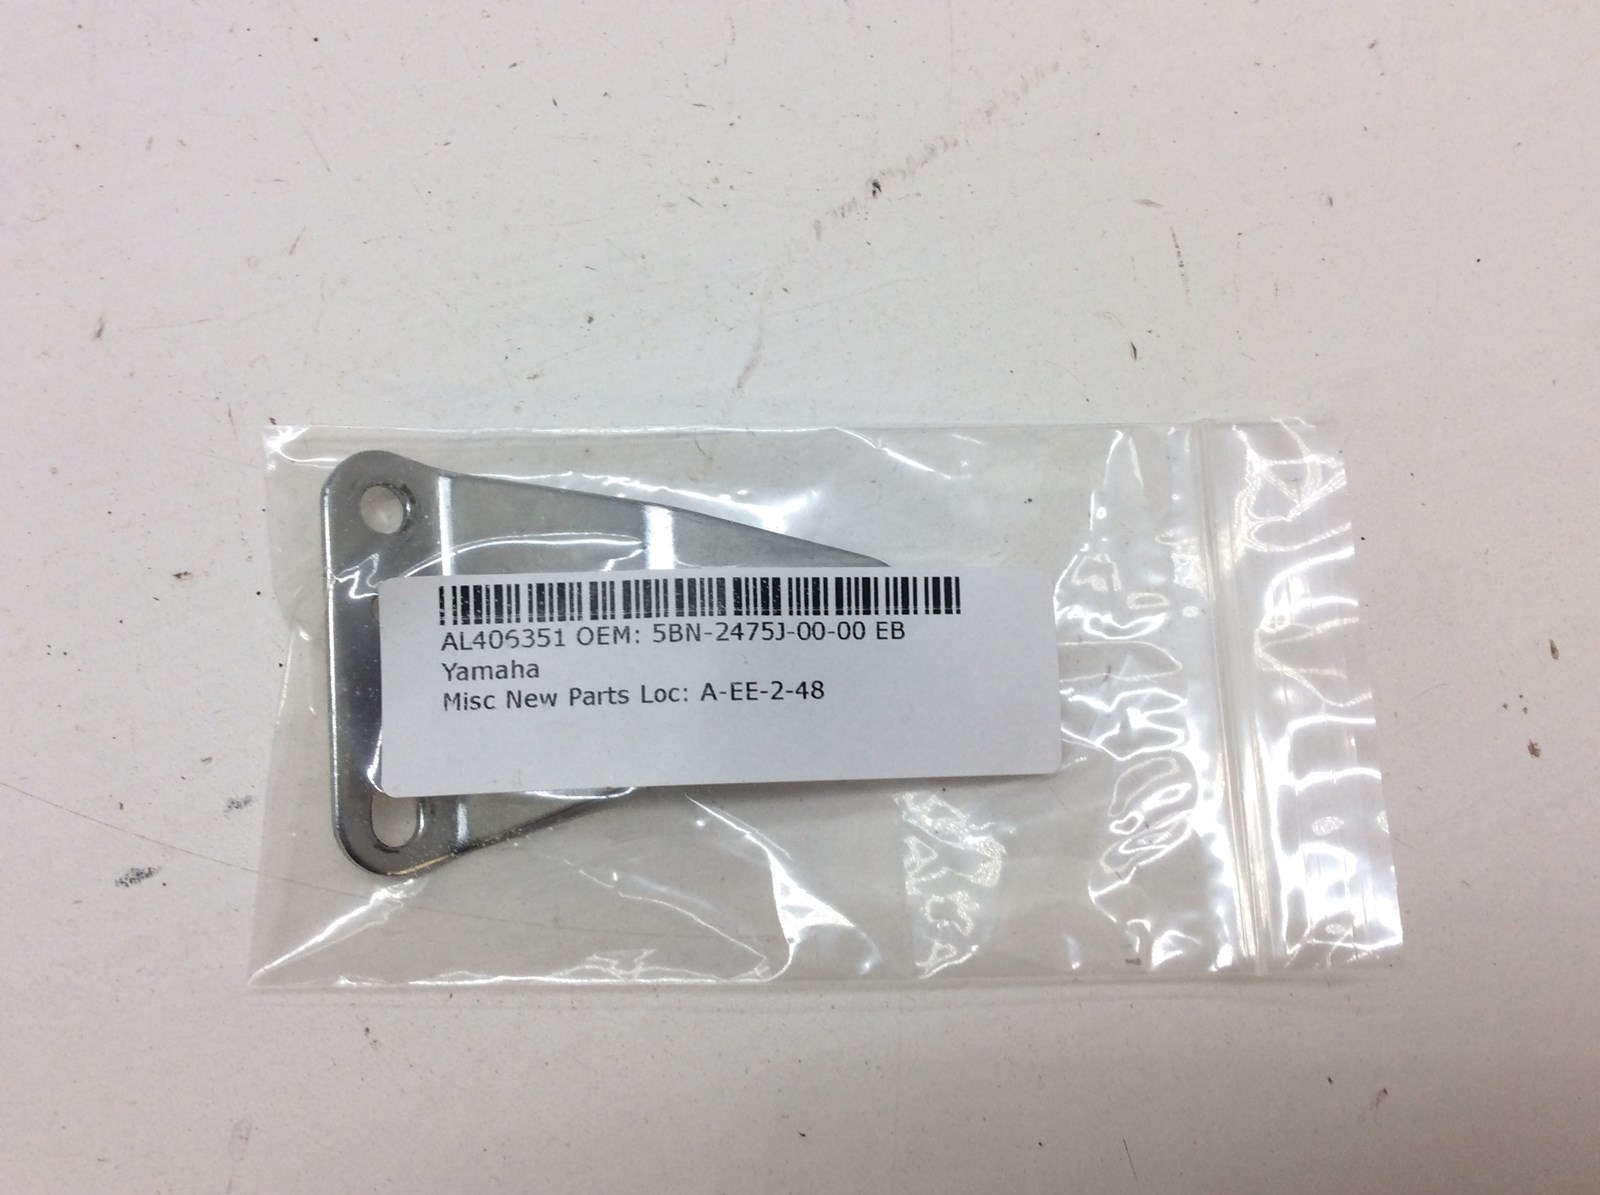 AL406351 OEM: 5BN-2475J-00-00 EB
Yamaha
Misc New Parts Loc: A-EE-2-48